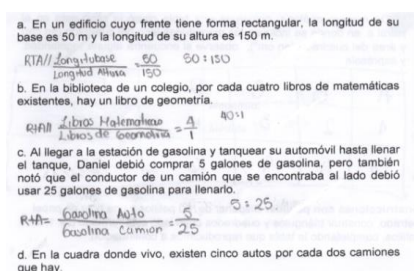 a. En un edificio cuyo frente tiene forma rectangular, la longitud de su
base es 50 m y la longitud de su altura es 150 m.
RTA// Longitubase = 50 50:150
Longitud Altura 150
b. En la biblioteca de un colegio, por cada cuatro libros de matemáticas
existentes, hay un libro de geometría.
RTA// Libros Matematicas = 4 40:1
Libros de Geometria 1
c. Al llegar a la estación de gasolina y tanquear su automóvil hasta llenar
el tanque, Daniel debió comprar 5 galones de gasolina, pero también
notó que el conductor de un camión que se encontraba al lado debió
usar 25 galones de gasolina para llenarlo.
RtA= Gasolina Auto = 5 5:25
Gasolina Camion 25
d. En la cuadra donde vivo, existen cinco autos por cada dos camiones
que hay.